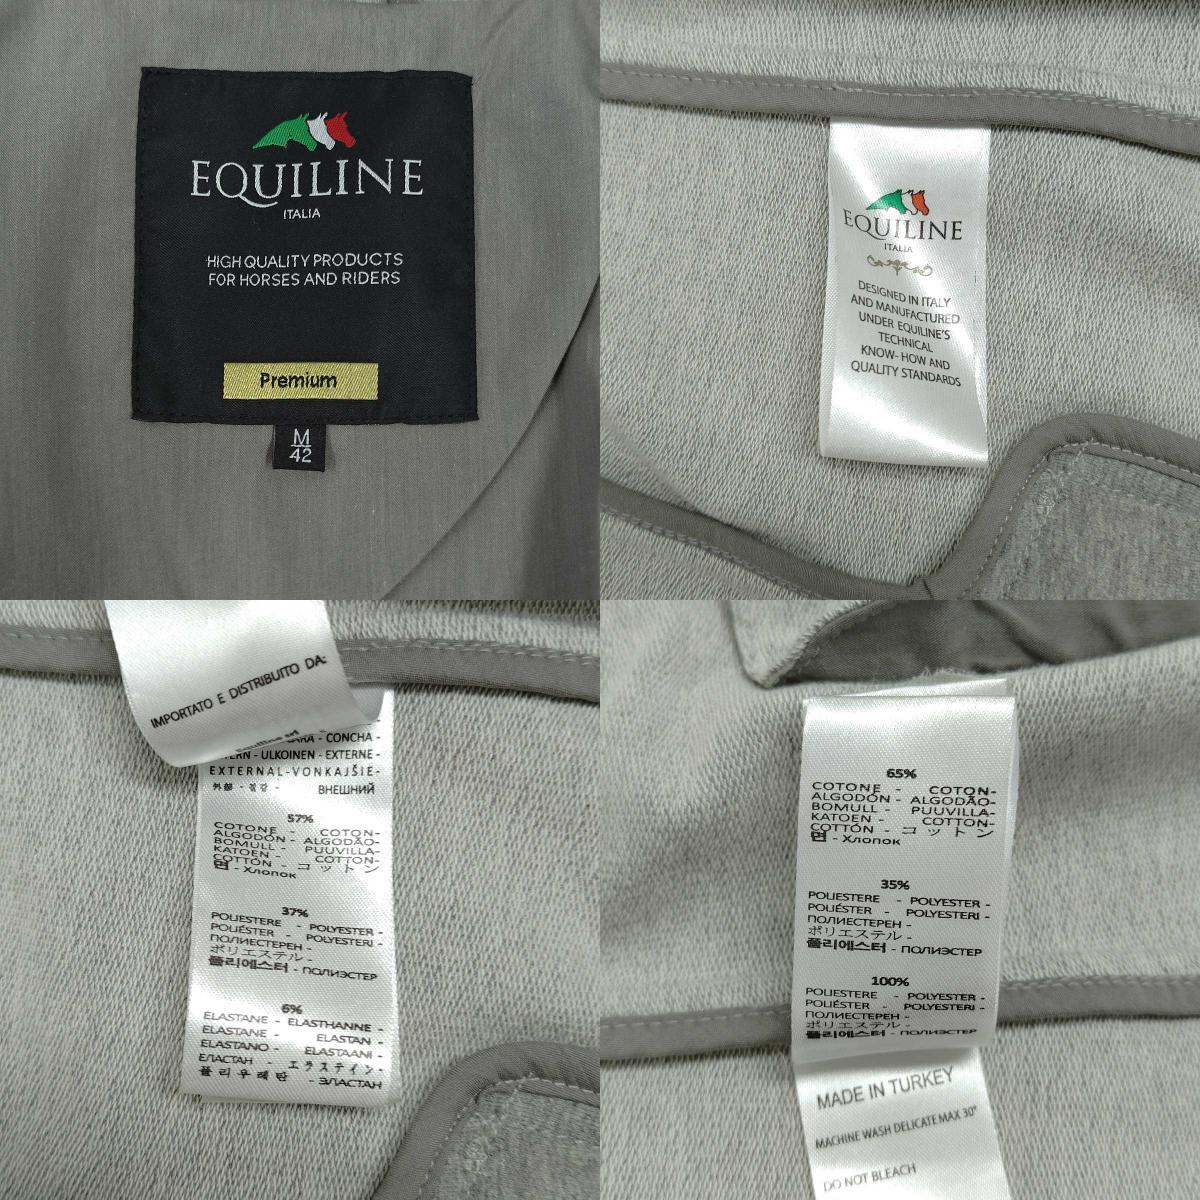 EQUILINE
ITALIA
HIGH QUALITY PRODUCTS
FOR HORSES AND RIDERS
Premium
M
42
EQUILINE
ITALIA
DESIGNED IN ITALY
AND MANUFACTURED
UNDER EQUILINE'S
TECHNICAL
KNOW- HOW AND
QUALITY STANDARDS
IMPORTATO E DISTRIBUITO DA:
- CONCHA -
- ULKOINEN - EXTERNE -
EXTERNAL-VONKAJŠIE-
外部 - - ВНЕШНИЙ
57%
COTONE - COTON-
ALGODÓN - ALGODÃO-
BOMULL - PUUVILLA-
KATOEN - COTTON-
COTTON - コットン
면 - Хлопок
37%
POLIESTERE - POLYESTER -
POLIÉSTER - POLYESTERI -
ПОЛИЕСТЕРЕН -
ポリエステル -
폴리에스터 - ПОЛИЭСТЕР
6%
ELASTANE - ELASTHANNE -
ELASTANE - ELASTAN -
ELASTANO - ELASTAANI -
ЕЛАСТАН - エラスティン-
폴리우레탄 - ЭЛАСТАН
65%
COTONE - COTON-
ALGODÓN - ALGODÃO-
BOMULL - PUUVILLA-
KATOEN - COTTON-
COTTON - コットン
면 - Хлопок
35%
POLIESTERE - POLYESTER -
POLIÉSTER - POLYESTERI -
ПОЛИЕСТЕРЕН -
ポリエステル -
폴리에스터 - ПОЛИЭСТЕР
100%
POLIESTERE - POLYESTER -
POLIÉSTER - POLYESTERI -
ПОЛИЕСТЕРЕН -
ポリエステル -
폴리에스터 - ПОЛИЭСТЕР
MADE IN TURKEY
MACHINE WASH DELICATE MAX 30°
DO NOT BLEACH